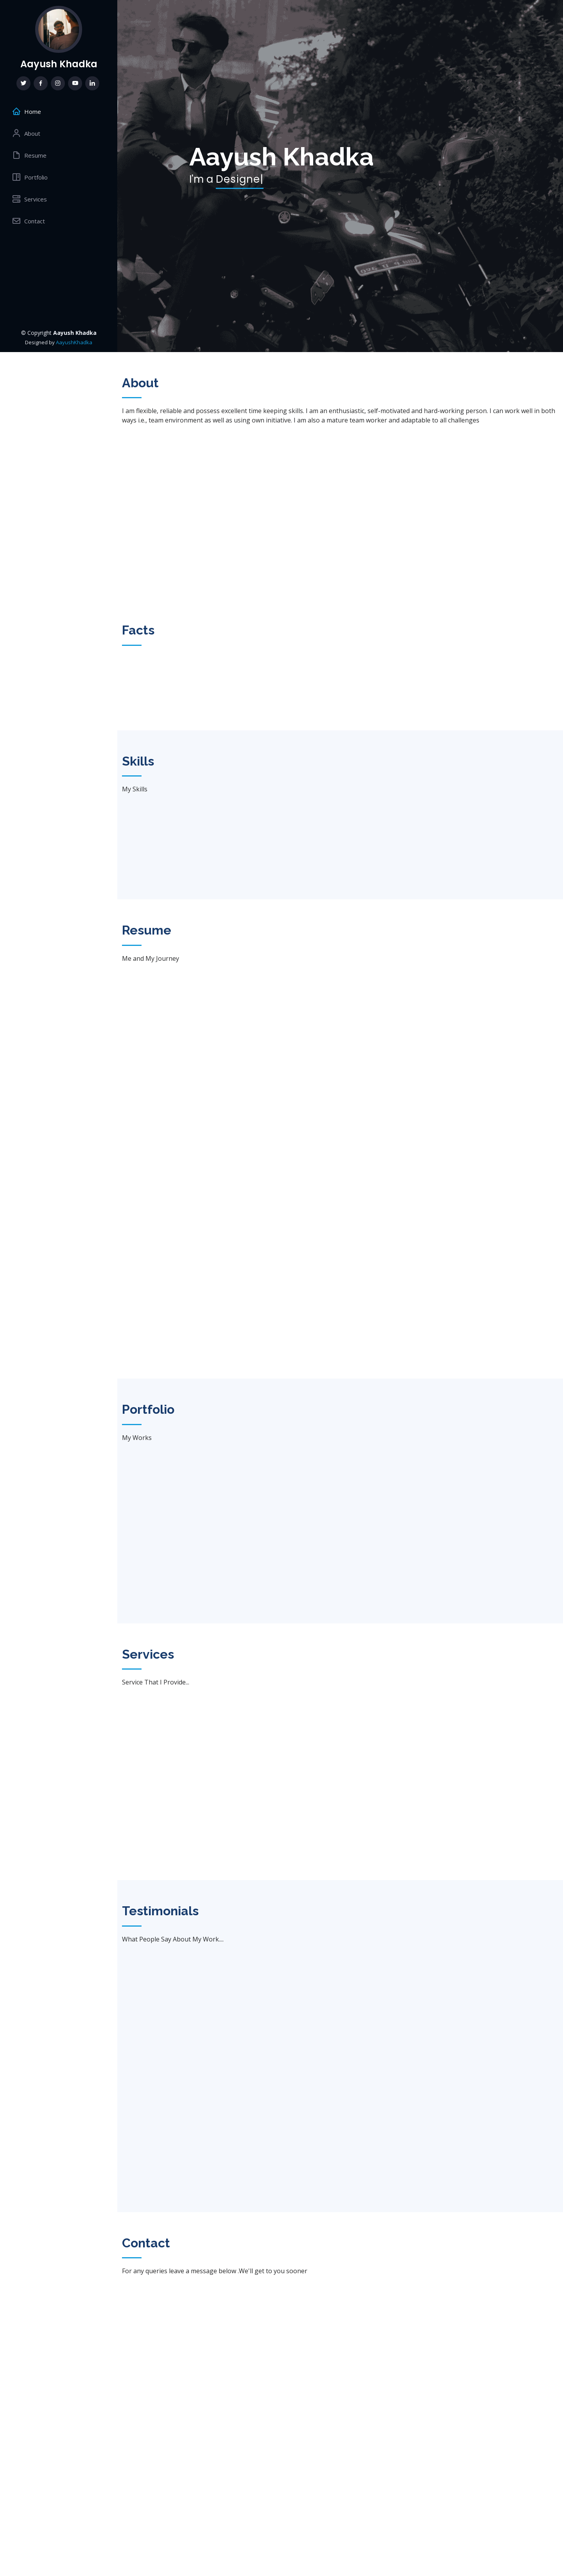 Aayush Khadka
Home
About
Resume
Portfolio
Services
Contact
© Copyright Aayush Khadka
Designed by AayushKhadka
Aayush Khadka
I'm a Designe|
About
I am flexible, reliable and possess excellent time keeping skills. I am an enthusiastic, self-motivated and hard-working person. I can work well in both
ways i.e., team environment as well as using own initiative. I am also a mature team worker and adaptable to all challenges
Facts
Skills
My Skills
Resume
Me and My Journey
Portfolio
My Works
Services
Service That I Provide...
Testimonials
What People Say About My Work....
Contact
For any queries leave a message below .We'll get to you sooner